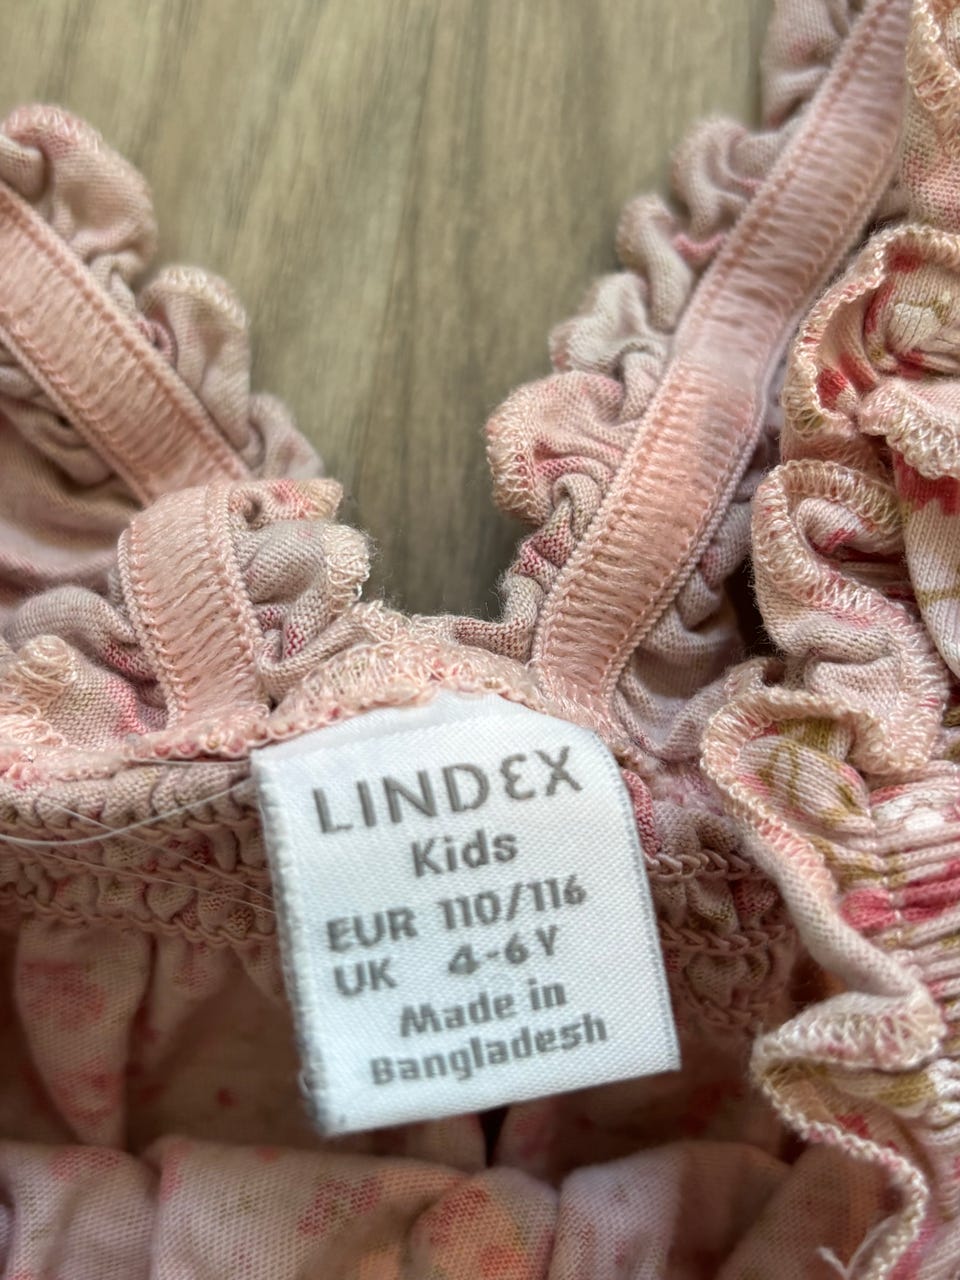 LINDEX
Kids
EUR 110/116
UK 4-6Y
Made in
Bangladesh